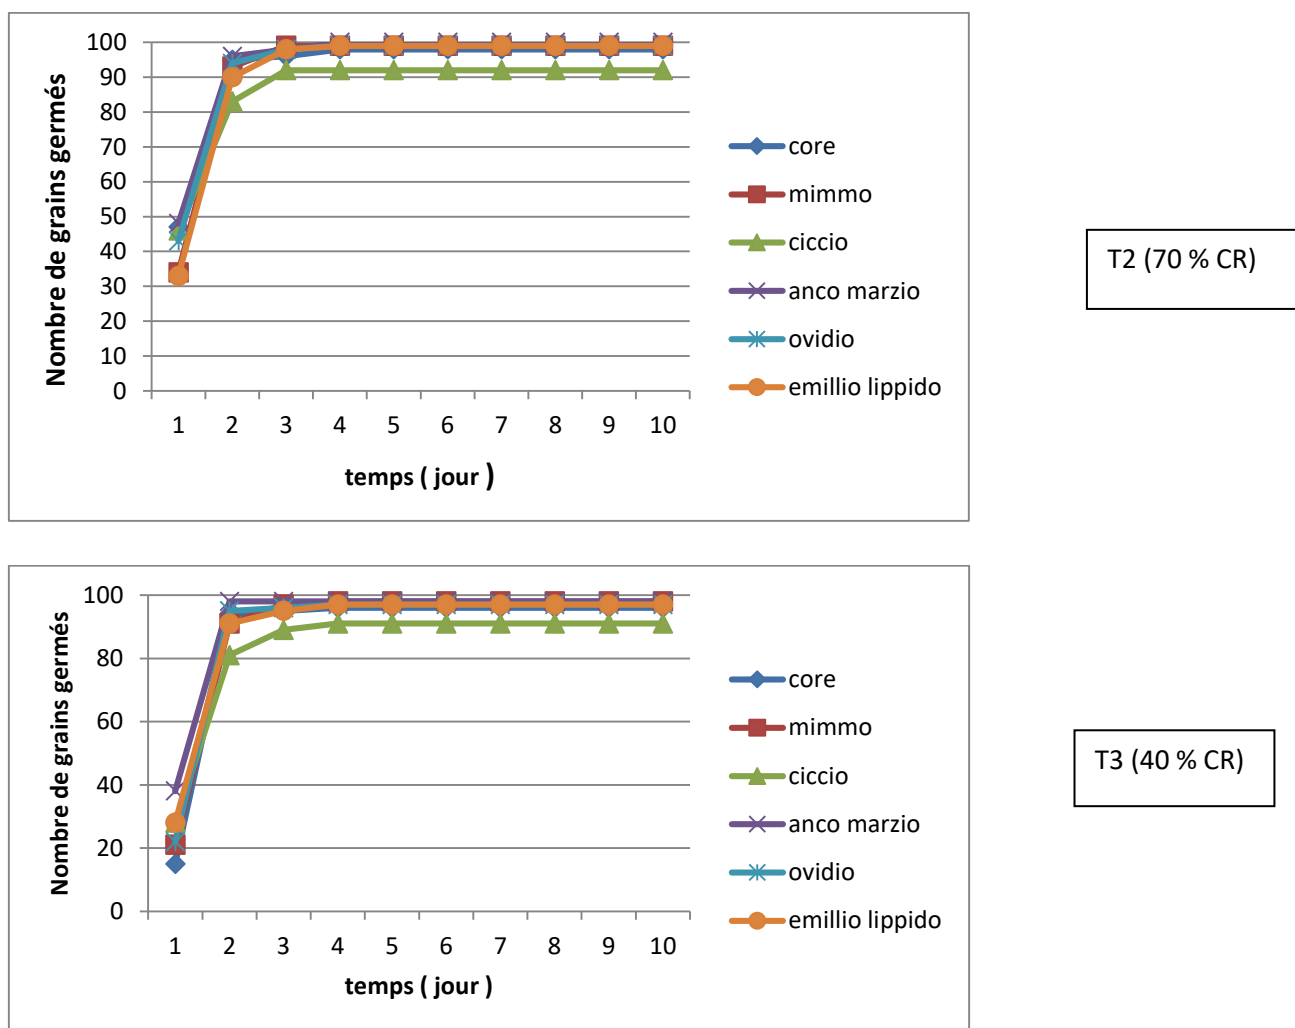 Nombre de grains germés
100
90
80
70
60
50
40
30
20
10
0
1 2 3 4 5 6 7 8 9 10
temps ( jour )
core
mimmo
ciccio
anco marzio
ovidio
emillio lippido
T2 (70 % CR)
Nombre de grains germés
100
80
60
40
20
0
1 2 3 4 5 6 7 8 9 10
temps ( jour )
core
mimmo
ciccio
anco marzio
ovidio
emillio lippido
T3 (40 % CR)